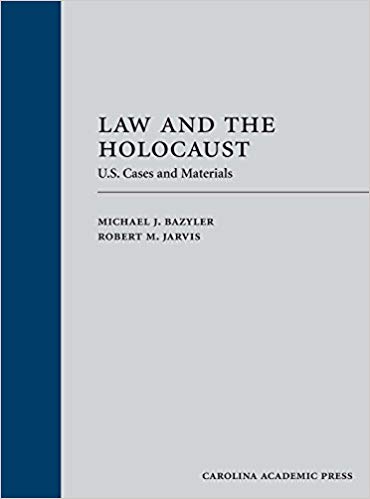 LAW AND THE
HOLOCAUST
U.S. Cases and Materials
MICHAEL J. BAZYLER
ROBERT M. JARVIS
CAROLINA ACADEMIC PRESS